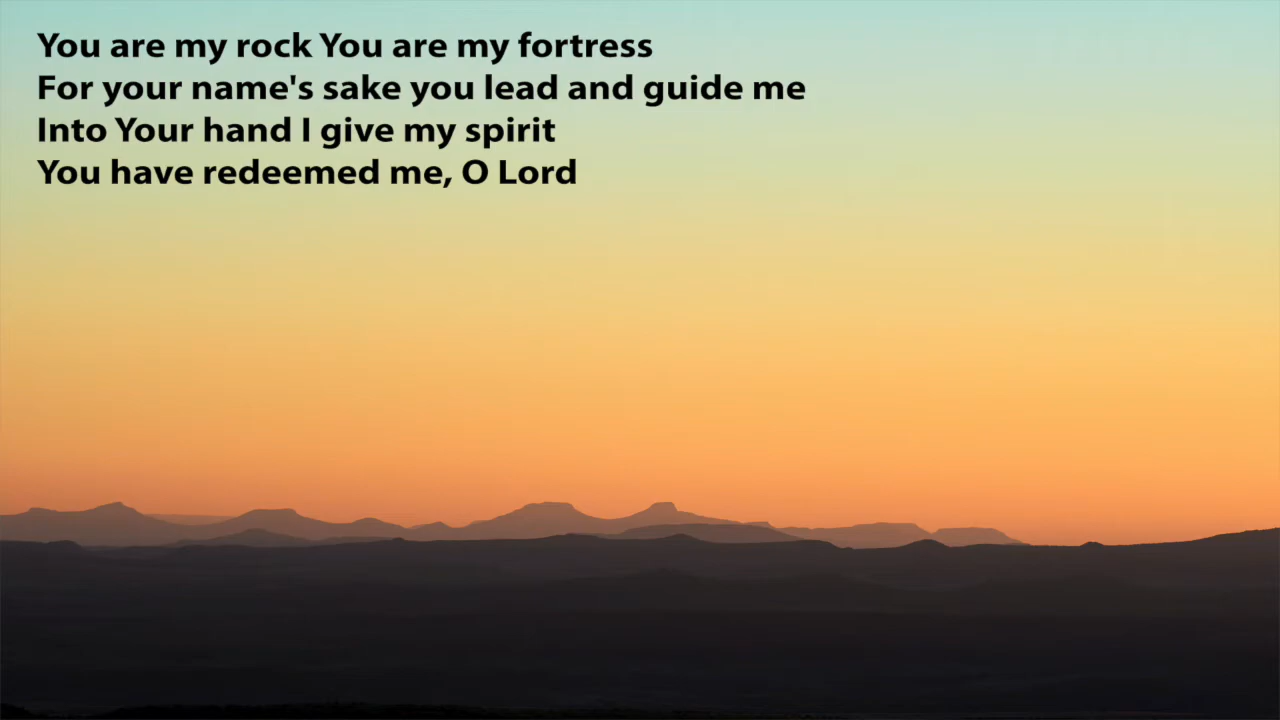 You are my rock You are my fortress
For your name's sake you lead and guide me
Into Your hand I give my spirit
You have redeemed me, O Lord